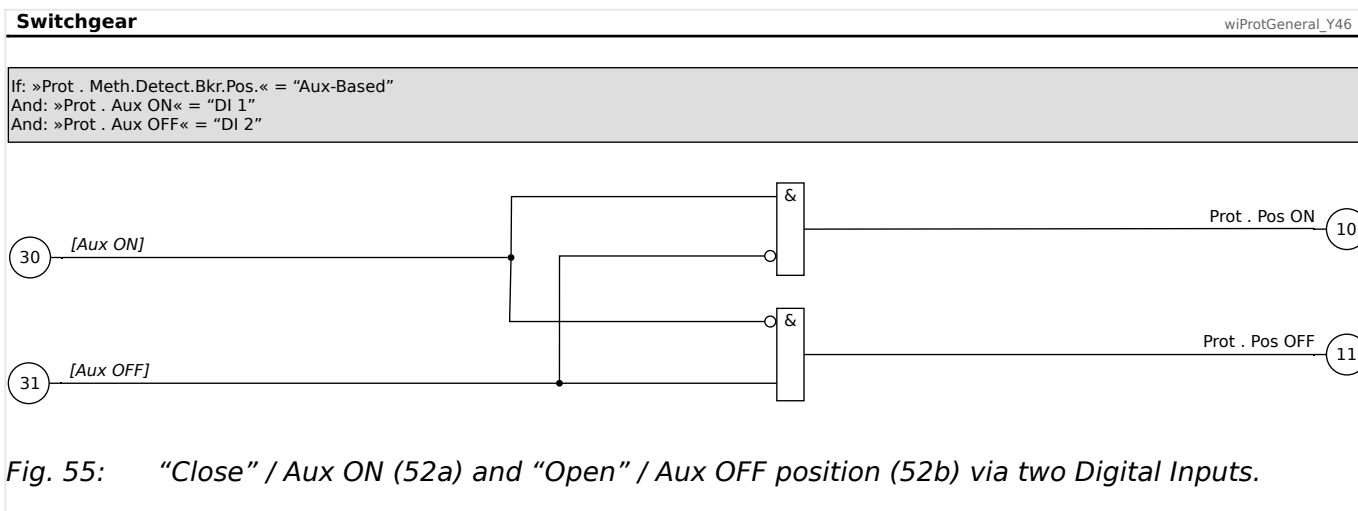 Switchgear wiProtGeneral_Y46
If: »Prot . Meth.Detect.Bkr.Pos.« = “Aux-Based”
And: »Prot . Aux ON« = “DI 1”
And: »Prot . Aux OFF« = “DI 2”
&
Prot . Pos ON 10
30 [Aux ON]
&
Prot . Pos OFF 11
31 [Aux OFF]
Fig. 55: “Close” / Aux ON (52a) and “Open” / Aux OFF position (52b) via two Digital Inputs.